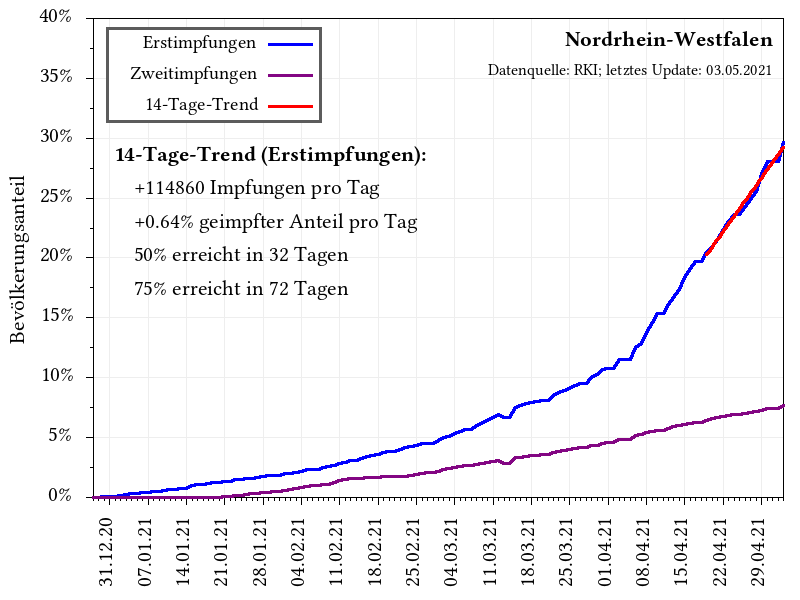 Nordrhein-Westfalen
Datenquelle: RKI; letztes Update: 03.05.2021
Erstimpfungen
Zweitimpfungen
14-Tage-Trend
14-Tage-Trend (Erstimpfungen):
+114860 Impfungen pro Tag
+0.64% geimpfter Anteil pro Tag
50% erreicht in 32 Tagen
75% erreicht in 72 Tagen
Bevölkerungsanteil
40%
35%
30%
25%
20%
15%
10%
5%
0%
31.12.20
07.01.21
14.01.21
21.01.21
28.01.21
04.02.21
11.02.21
18.02.21
25.02.21
04.03.21
11.03.21
18.03.21
25.03.21
01.04.21
08.04.21
15.04.21
22.04.21
29.04.21